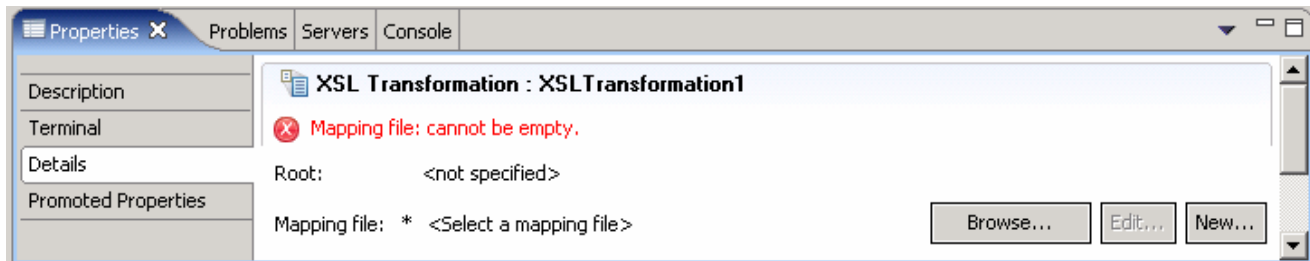 Properties Problems Servers Console
Description
Terminal
Details
Promoted Properties
XSL Transformation : XSLTransformation1
Mapping file: cannot be empty.
Root: <not specified>
Mapping file: * <Select a mapping file> Browse... Edit... New...